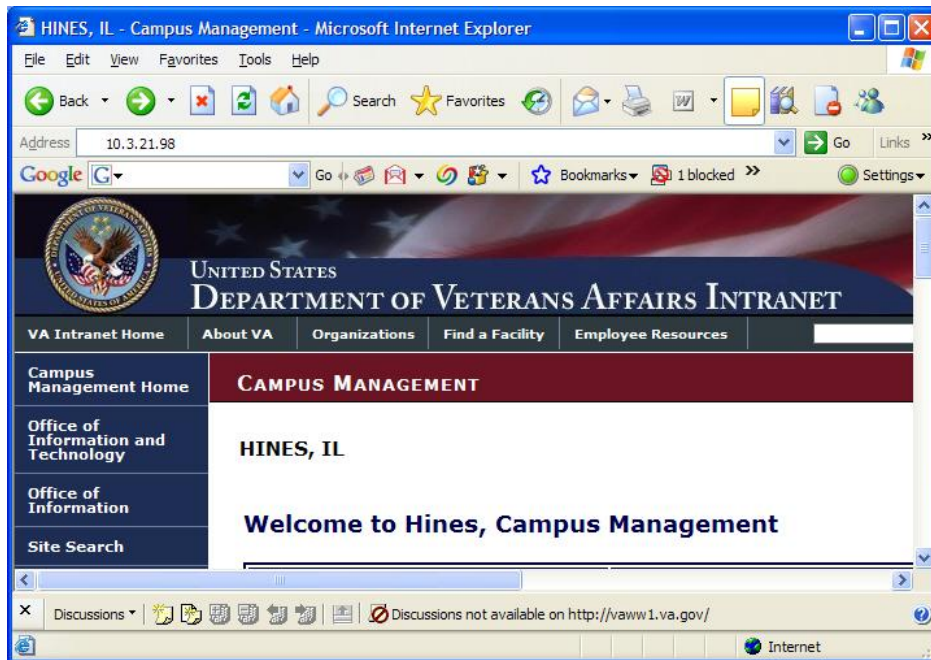 HINES, IL - Campus Management - Microsoft Internet Explorer
File Edit View Favorites Tools Help
Back Search Favorites W
Address 10.3.21.98 Go Links »
Google G Go Bookmarks 1 blocked » Settings
UNITED STATES
DEPARTMENT OF VETERANS AFFAIRS INTRANET
VA Intranet Home About VA Organizations Find a Facility Employee Resources
Campus
Management Home
CAMPUS MANAGEMENT
Office of
Information and
Technology
HINES, IL
Office of
Information
Welcome to Hines, Campus Management
Site Search
Discussions Discussions not available on http://vaww1.va.gov/
Internet